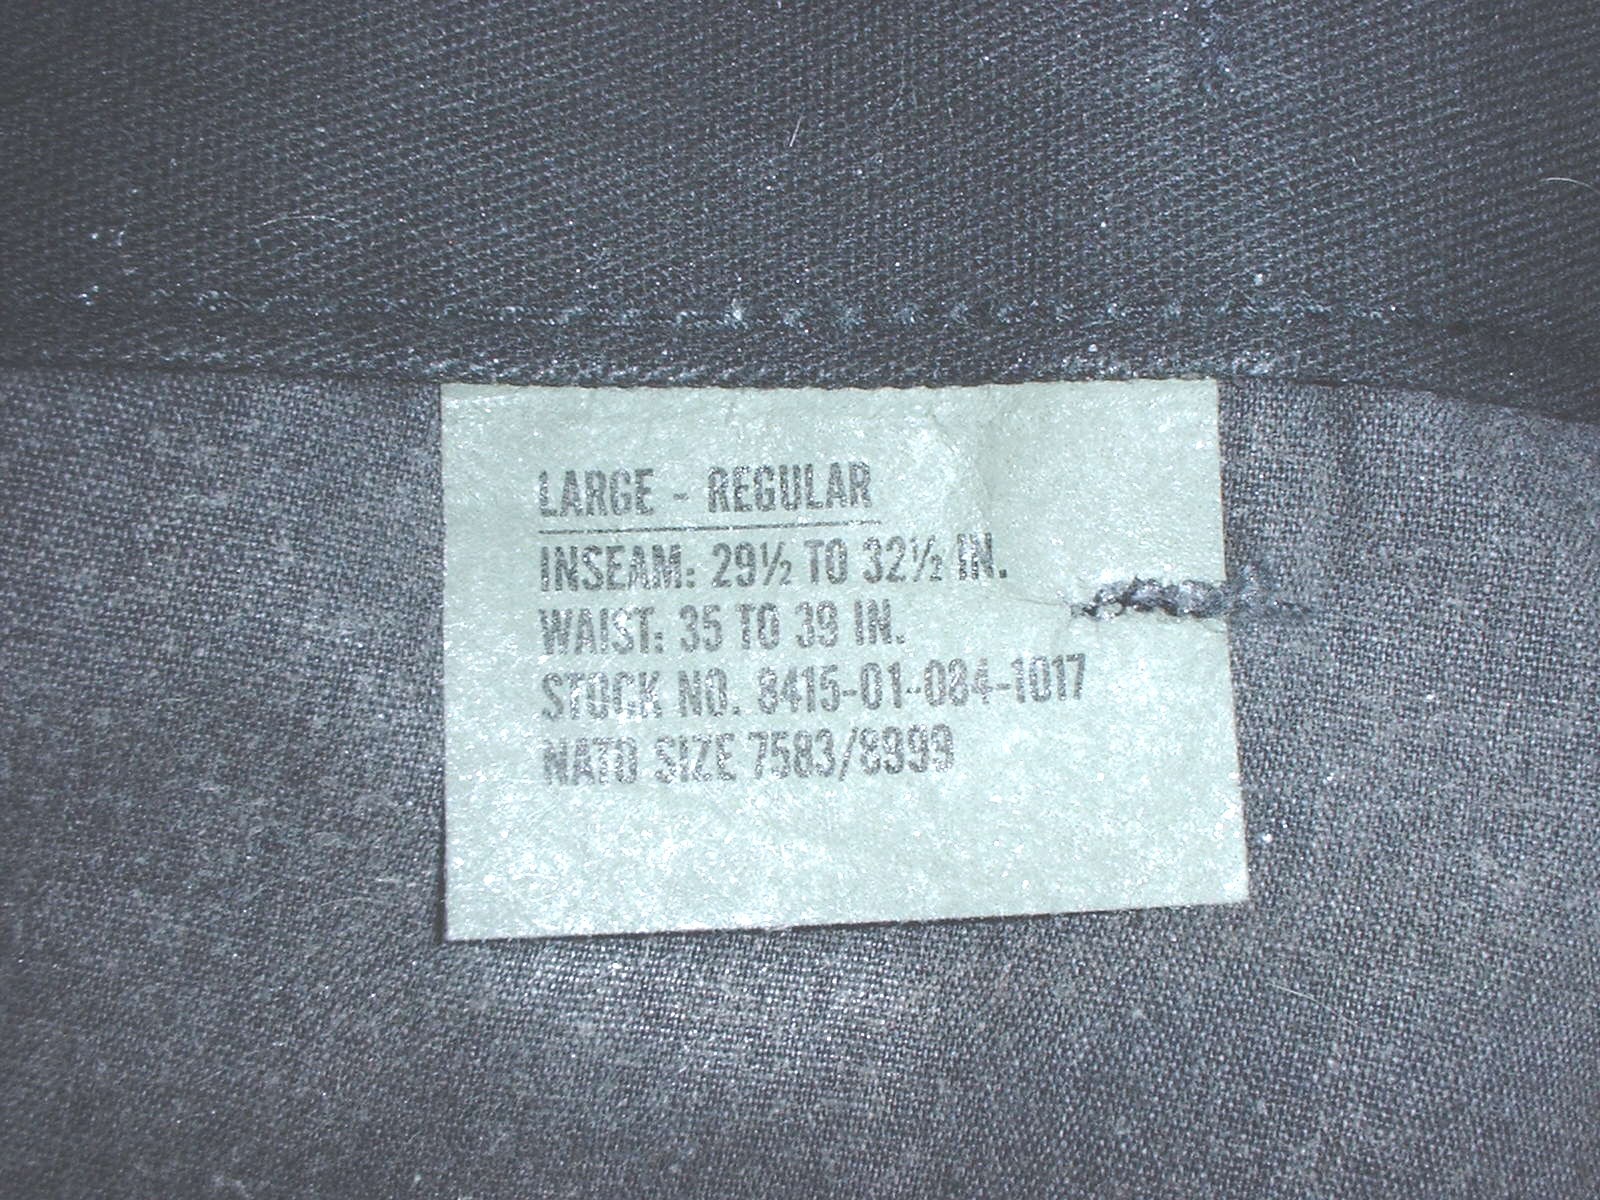 LARGE - REGULAR
INSEAM: 29½ TO 32½ IN.
WAIST: 35 TO 39 IN.
STOCK NO. 8415-01-084-1017
NATO SIZE 7583/8999